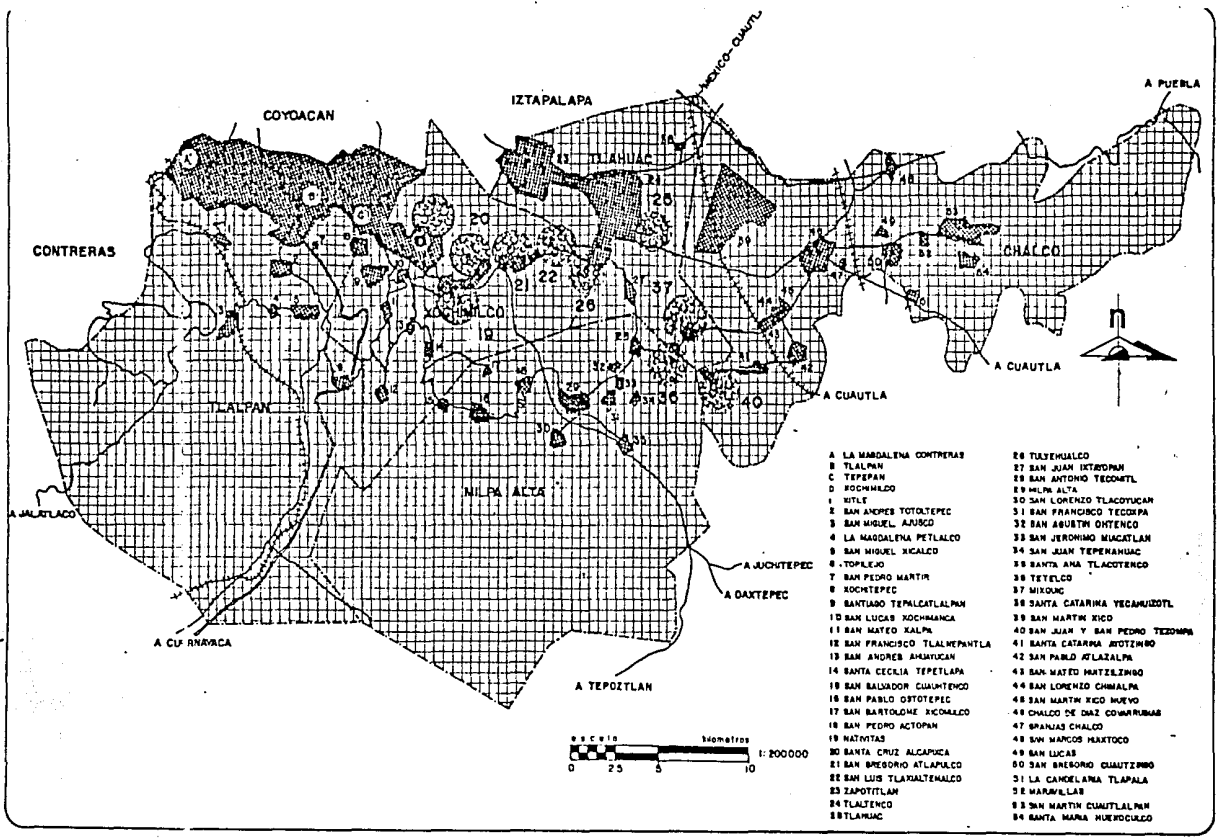 MEXICO-CUAUTLA
A PUEBLA
IZTAPALAPA
COYOACAN
TLAHUAC
CONTRERAS
CHALCO
XOCHIMILCO
TLALPAN
MILPA ALTA
n
A CUAUTLA
A CUAUTLA
A JALATLACO
A JUCHITEPEC
A OAXTEPEC
A CUERNAVACA
A TEPOZTLAN
escala kilometros
1:200000
0 2.5 5 10
A LA MAGDALENA CONTRERAS
B TLALPAN
C TEPEPAN
D XOCHIMILCO
1 XITLE
2 SAN ANDRES TOTOLTEPEC
3 SAN MIGUEL AJUSCO
4 LA MAGDALENA PETLALCO
5 SAN MIGUEL XICALCO
6 TOPILEJO
7 SAN PEDRO MARTIR
8 XOCHITEPEC
9 SANTIAGO TEPALCATLALPAN
10 SAN LUCAS XOCHIMANCA
11 SAN MATEO XALPA
12 SAN FRANCISCO TLALNEPANTLA
13 SAN ANDRES AHUAYUCAN
14 SANTA CECILIA TEPETLAPA
15 SAN SALVADOR CUAUHTENCO
16 SAN PABLO OSTOTEPEC
17 SAN BARTOLOME XICOMULCO
18 SAN PEDRO ACTOPAN
19 NATIVITAS
20 SANTA CRUZ ALCAPIXCA
21 SAN GREGORIO ATLAPULCO
22 SAN LUIS TLAXIALTEMALCO
23 ZAPOTITLAN
24 TLALTENCO
25 TLAHUAC
26 TULYEHUALCO
27 SAN JUAN IXTAYOPAN
28 SAN ANTONIO TECOMITL
29 MILPA ALTA
30 SAN LORENZO TLACOYUCAN
31 SAN FRANCISCO TECOXPA
32 SAN AGUSTIN OHTENCO
33 SAN JERONIMO MIACATLAN
34 SAN JUAN TEPENAHUAC
35 SANTA ANA TLACOTENCO
36 TETELCO
37 MIXQUIC
38 SANTA CATARINA YECAHUIZOTL
39 SAN MARTIN XICO
40 SAN JUAN Y SAN PEDRO TEZOMPA
41 SANTA CATARINA AYOTZINGO
42 SAN PABLO ATLAZALPA
43 SAN MATEO HUITZILZINGO
44 SAN LORENZO CHIMALPA
45 SAN MARTIN XICO NUEVO
46 CHALCO DE DIAZ COVARRUBIAS
47 GRANJAS CHALCO
48 SAN MARCOS HUIXTOCO
49 SAN LUCAS
50 SAN GREGORIO CUAUTZINGO
51 LA CANDELARIA TLAPALA
52 MARAVILLAS
53 SAN MARTIN CUAUTLALPAN
54 SANTA MARIA HUEXOCULCO